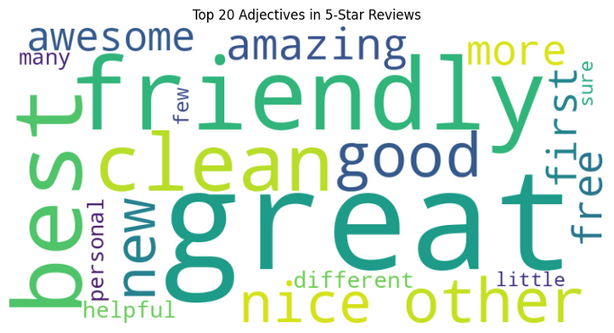 Top 20 Adjectives in 5-Star Reviews
awesome
amazing
more
many
friendly
few
first
sure
best
clean
good
free
personal
new
great
different
little
helpful
nice
other